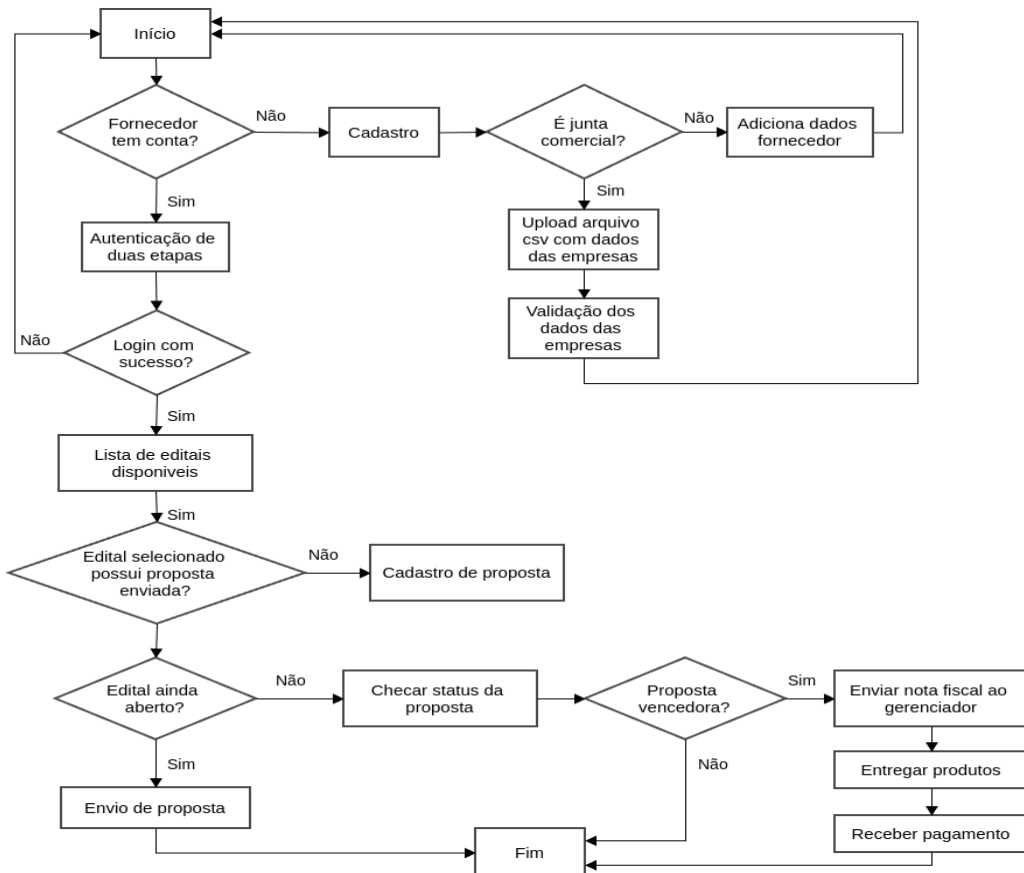 Início
Fornecedor
tem conta?
Não
Cadastro
É junta
comercial?
Não
Adiciona dados
fornecedor
Sim
Sim
Upload arquivo
csv com dados
das empresas
Autenticação de
duas etapas
Validação dos
dados das
empresas
Não
Login com
sucesso?
Sim
Lista de editais
disponiveis
Sim
Edital selecionado
possui proposta
enviada?
Não
Cadastro de proposta
Edital ainda
aberto?
Não
Checar status da
proposta
Proposta
vencedora?
Sim
Enviar nota fiscal ao
gerenciador
Não
Sim
Entregar produtos
Envio de proposta
Receber pagamento
Fim